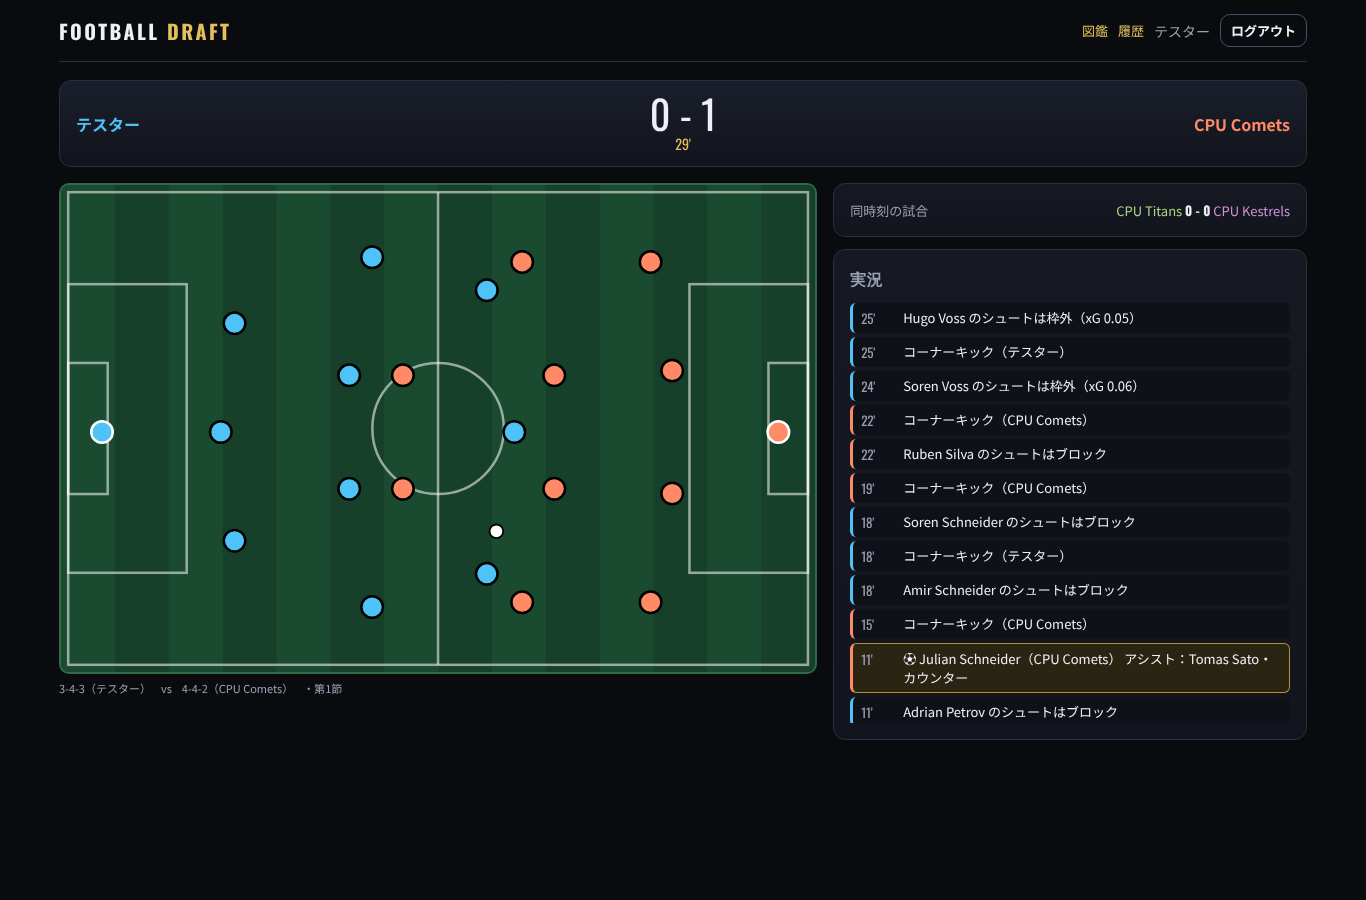 FOOTBALL DRAFT
図鑑 履歴 テスター ログアウト
テスター
0 - 1
29'
CPU Comets
同時刻の試合
CPU Titans 0 - 0 CPU Kestrels
実況
25' Hugo Voss のシュートは枠外（xG 0.05）
25' コーナーキック（テスター）
24' Soren Voss のシュートは枠外（xG 0.06）
22' コーナーキック（CPU Comets）
22' Ruben Silva のシュートはブロック
19' コーナーキック（CPU Comets）
18' Soren Schneider のシュートはブロック
18' コーナーキック（テスター）
18' Amir Schneider のシュートはブロック
15' コーナーキック（CPU Comets）
11' ⚽ Julian Schneider（CPU Comets） アシスト：Tomas Sato・
カウンター
11' Adrian Petrov のシュートはブロック
3-4-3（テスター） vs 4-4-2（CPU Comets） ・第1節